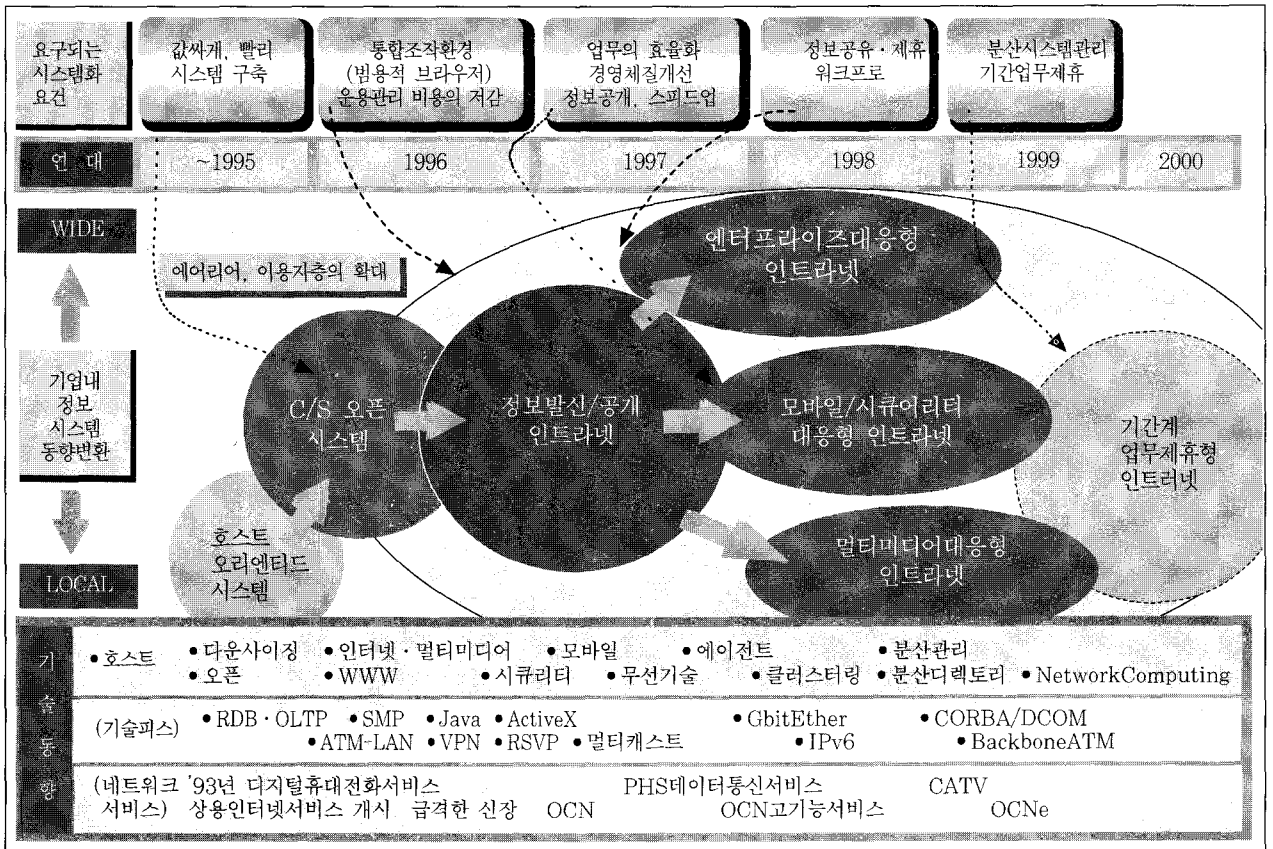 요구되는
시스템화
요건
값싸게, 빨리
시스템 구축
통합조작환경
(범용적 브라우저)
운용관리 비용의 저감
업무의 효율화
경영체질개선
정보공개, 스피드업
정보공유·제휴
워크프로
분산시스템관리
기간업무제휴
연 대
~1995
1996
1997
1998
1999
2000
WIDE
에어리어, 이용자층의 확대
기업내
정보
시스템
동향변환
LOCAL
호스트
오리엔티드
시스템
C/S 오픈
시스템
정보발신/공개
인트라넷
엔터프라이즈대응형
인트라넷
모바일/시큐어리티
대응형 인트라넷
멀티미디어대응형
인트라넷
기간계
업무제휴형
인트러넷
기술동향
•호스트 •다운사이징 •인터넷·멀티미디어 •모바일 •에이전트 •분산관리
•오픈 •WWW •시큐리티 •무선기술 •클러스터링 •분산디렉토리 •NetworkComputing
(기술피스) •RDB·OLTP •SMP •Java •ActiveX •GbitEther •CORBA/DCOM
•ATM-LAN •VPN •RSVP •멀티캐스트 •IPv6 •BackboneATM
(네트워크 '93년 디지털휴대전화서비스 PHS데이터통신서비스 CATV
서비스) 상용인터넷서비스 개시 급격한 신장 OCN OCN고기능서비스 OCNe